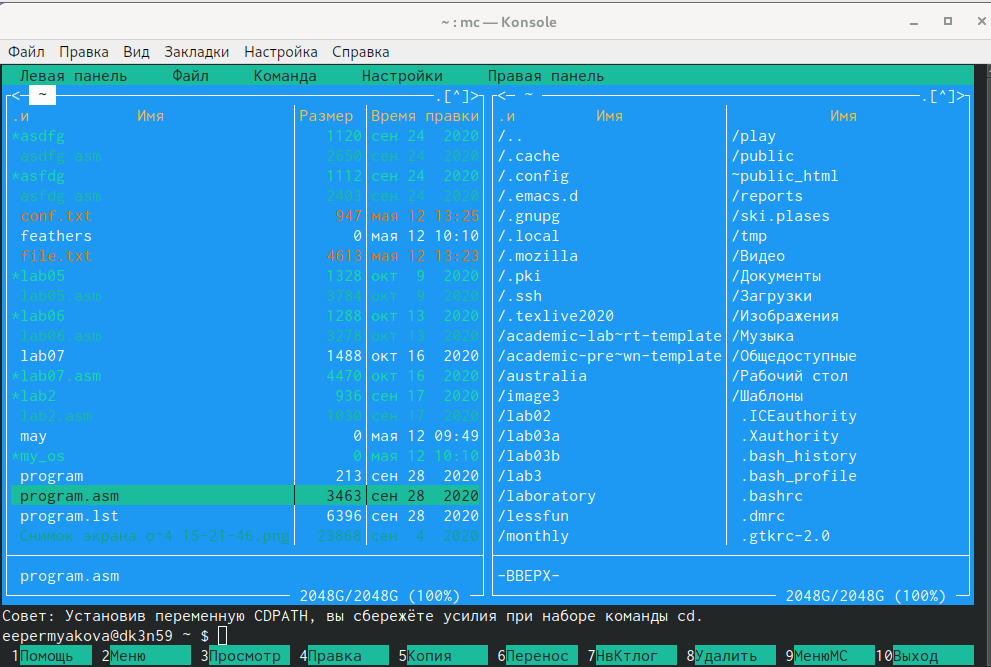 ~ : mc — Konsole
Файл Правка Вид Закладки Настройка Справка
Левая панель Файл Команда Настройки Правая панель
<─ ~ ─.[^]>
.и Имя Размер Время правки
*asdfg 1120 сен 24 2020
asdfg.asm 2650 сен 24 2020
*asfdg 1112 сен 24 2020
asfdg.asm 2403 сен 24 2020
conf.txt 947 мая 12 13:25
feathers 0 мая 12 10:10
file.txt 4613 мая 12 13:23
*lab05 1328 окт 9 2020
lab05.asm 3784 окт 9 2020
*lab06 1288 окт 13 2020
lab06.asm 3276 окт 13 2020
lab07 1488 окт 16 2020
*lab07.asm 4470 окт 16 2020
*lab2 936 сен 17 2020
lab2.asm 1030 сен 17 2020
may 0 мая 12 09:49
*my_os 0 мая 12 10:10
program 213 сен 28 2020
program.asm 3463 сен 28 2020
program.lst 6396 сен 28 2020
Снимок экрана о~4 15-21-46.png 23868 сен 4 2020
program.asm
2048G/2048G (100%)
<─ ~ ─.[^]>
.и Имя Имя
/.. /play
/.cache /public
/.config ~public_html
/.emacs.d /reports
/.gnupg /ski.plases
/.local /tmp
/.mozilla /Видео
/.pki /Документы
/.ssh /Загрузки
/.texlive2020 /Изображения
/academic-lab~rt-template /Музыка
/academic-pre~wn-template /Общедоступные
/australia /Рабочий стол
/image3 /Шаблоны
/lab02 .ICEauthority
/lab03a .Xauthority
/lab03b .bash_history
/lab3 .bash_profile
/laboratory .bashrc
/lessfun .dmrc
/monthly .gtkrc-2.0
-ВВЕРХ-
2048G/2048G (100%)
Совет: Установив переменную CDPATH, вы сбережёте усилия при наборе команды cd.
eepermyakova@dk3n59 ~ $
1Помощь 2Меню 3Просмотр 4Правка 5Копия 6Перенос 7НвКтлог 8Удалить 9МенюMC 10Выход